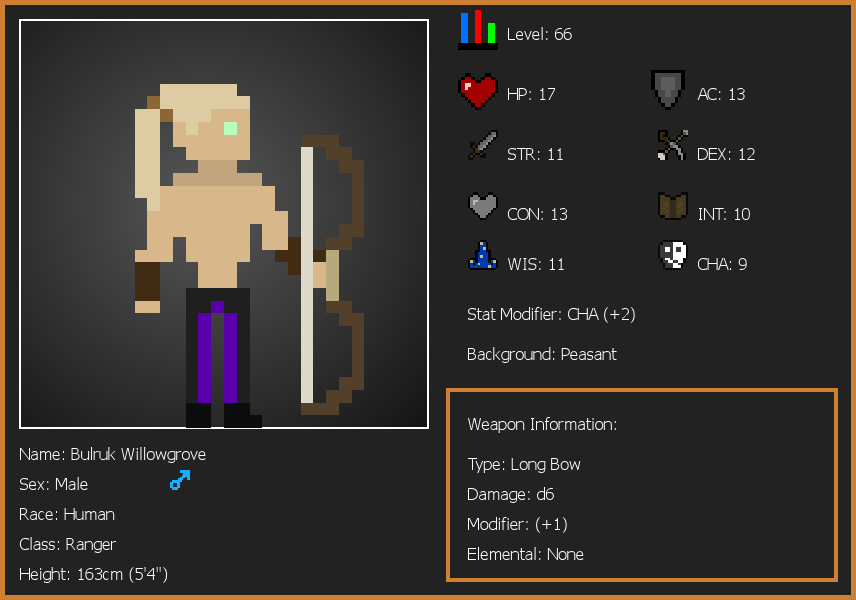 Level: 66
HP: 17
AC: 13
STR: 11
DEX: 12
CON: 13
INT: 10
WIS: 11
CHA: 9
Stat Modifier: CHA (+2)
Background: Peasant
Weapon Information:
Type: Long Bow
Damage: d6
Modifier: (+1)
Elemental: None
Name: Bulruk Willowgrove
Sex: Male
Race: Human
Class: Ranger
Height: 163cm (5'4")